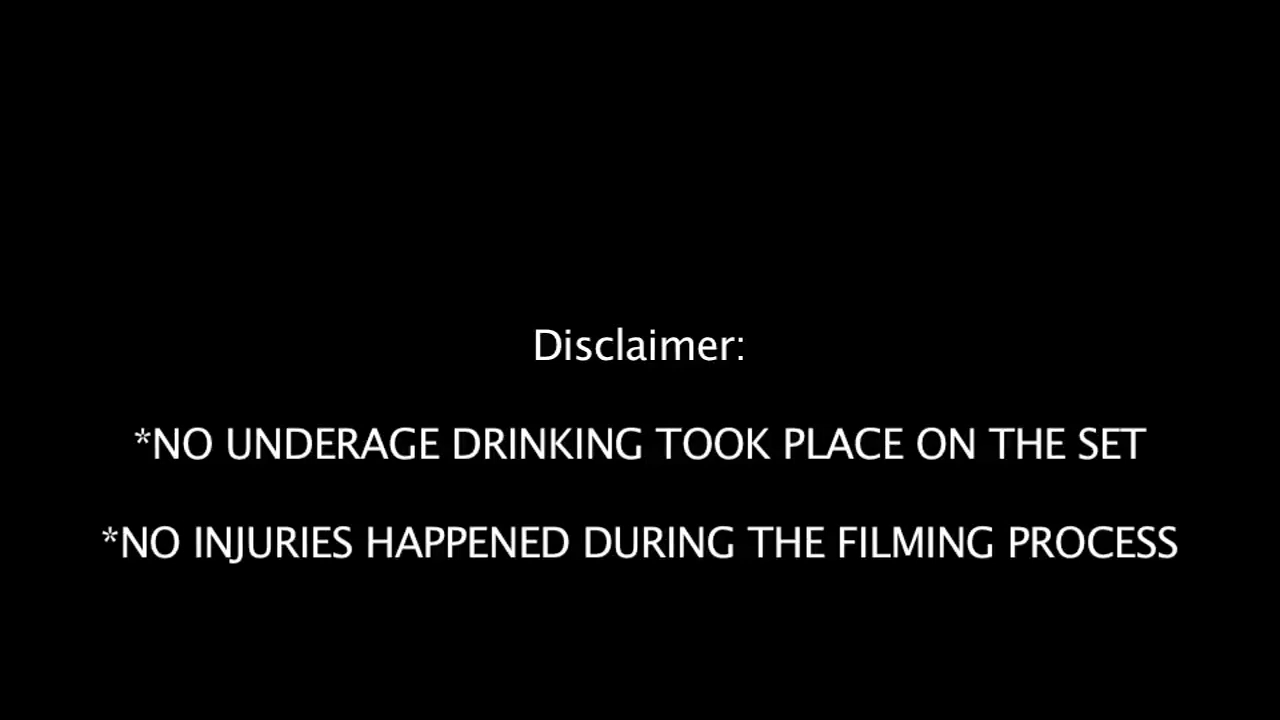 Disclaimer:
*NO UNDERAGE DRINKING TOOK PLACE ON THE SET
*NO INJURIES HAPPENED DURING THE FILMING PROCESS